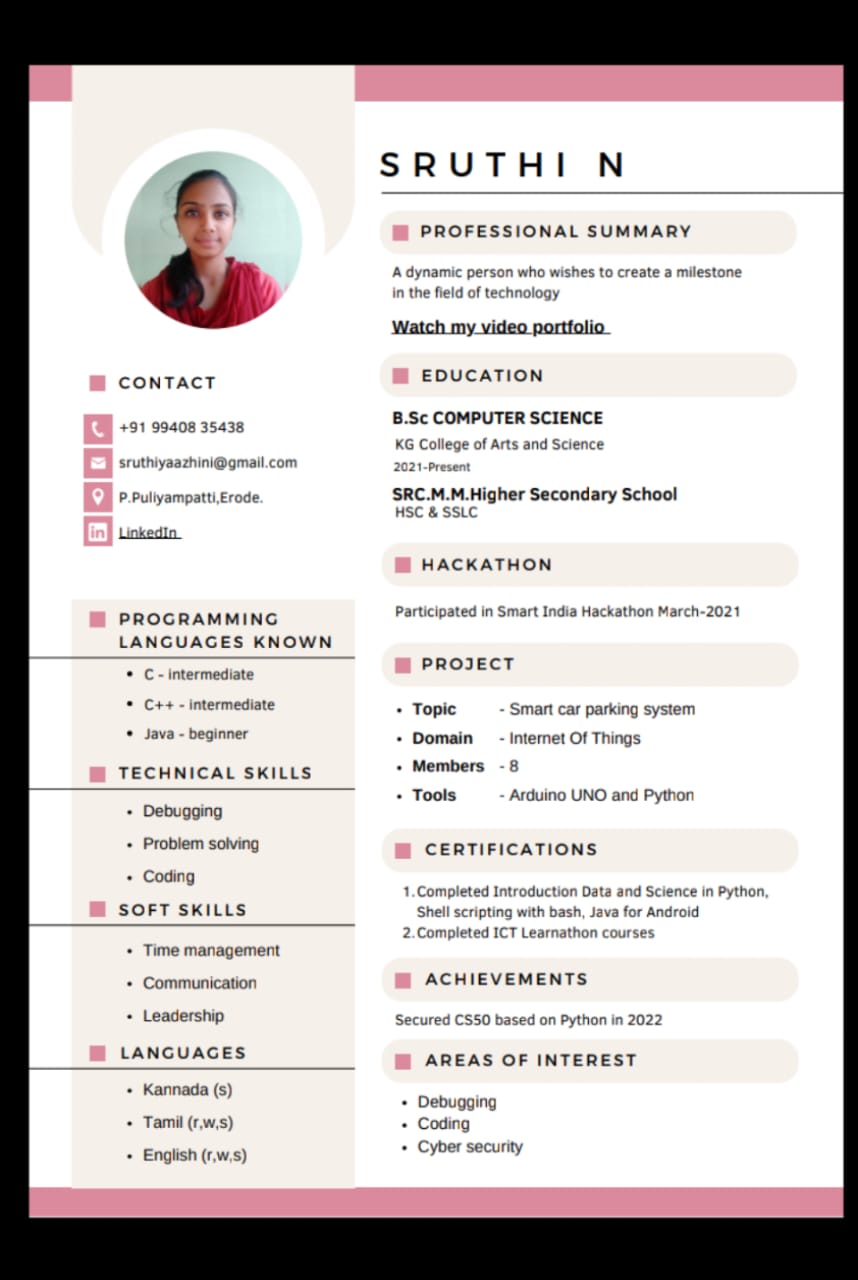 SRUTHI N
CONTACT
+91 99408 35438
sruthiyaazhini@gmail.com
P.Puliyampatti,Erode.
in LinkedIn
PROGRAMMING
LANGUAGES KNOWN
• C - intermediate
• C++ - intermediate
• Java - beginner
TECHNICAL SKILLS
• Debugging
• Problem solving
• Coding
SOFT SKILLS
• Time management
• Communication
• Leadership
LANGUAGES
• Kannada (s)
• Tamil (r,w,s)
• English (r,w,s)
PROFESSIONAL SUMMARY
A dynamic person who wishes to create a milestone
in the field of technology
Watch my video portfolio
EDUCATION
B.Sc COMPUTER SCIENCE
KG College of Arts and Science
2021-Present
SRC.M.M.Higher Secondary School
HSC & SSLC
HACKATHON
Participated in Smart India Hackathon March-2021
PROJECT
• Topic - Smart car parking system
• Domain - Internet Of Things
• Members - 8
• Tools - Arduino UNO and Python
CERTIFICATIONS
1. Completed Introduction Data and Science in Python,
Shell scripting with bash, Java for Android
2. Completed ICT Learnathon courses
ACHIEVEMENTS
Secured CS50 based on Python in 2022
AREAS OF INTEREST
• Debugging
• Coding
• Cyber security